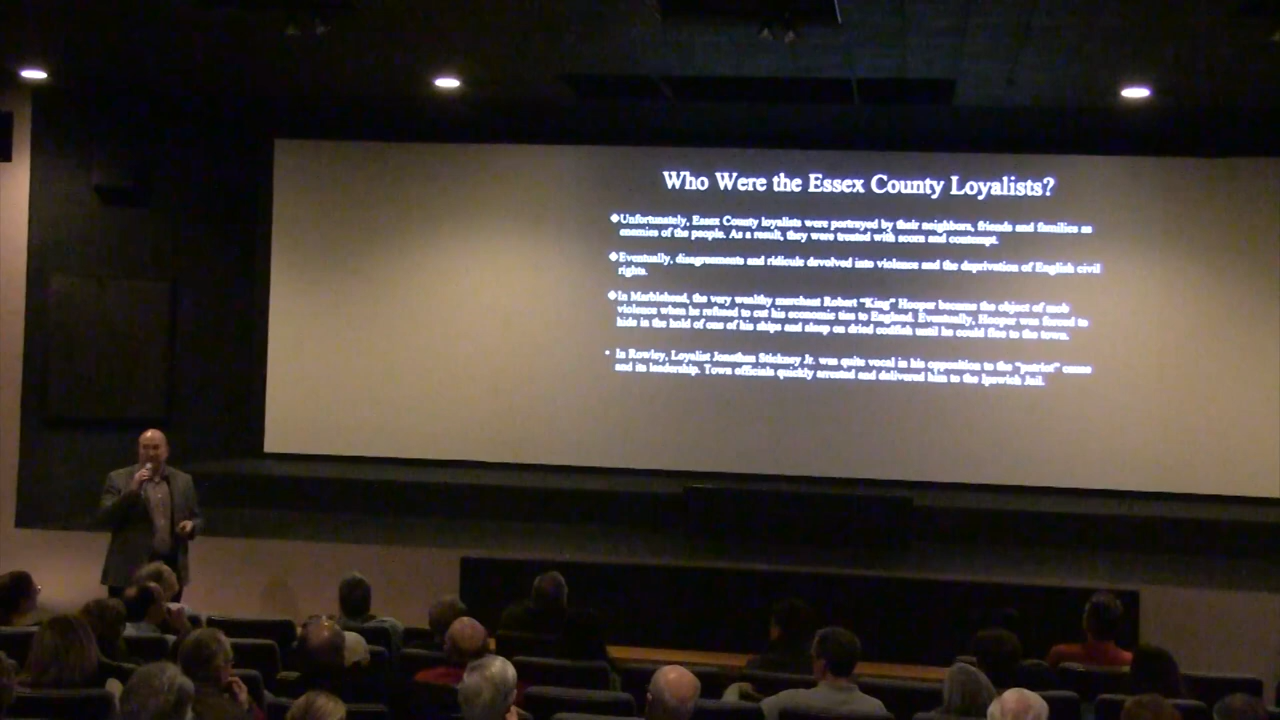 Who Were the Essex County Loyalists?
❖Unfortunately, Essex County loyalists were portrayed by their neighbors, friends and families as
enemies of the people. As a result, they were treated with scorn and contempt.
❖Eventually, disagreements and ridicule devolved into violence and the deprivation of English civil
rights.
❖In Marblehead, the very wealthy merchant Robert "King" Hooper became the object of mob
violence when he refused to cut his economic ties to England. Eventually, Hooper was forced to
hide in the hold of one of his ships and sleep on dried codfish until he could flee to the town.
• In Rowley, Loyalist Jonathan Stickney Jr. was quite vocal in his opposition to the "patriot" cause
and its leadership. Town officials quickly arrested and delivered him to the Ipswich Jail.